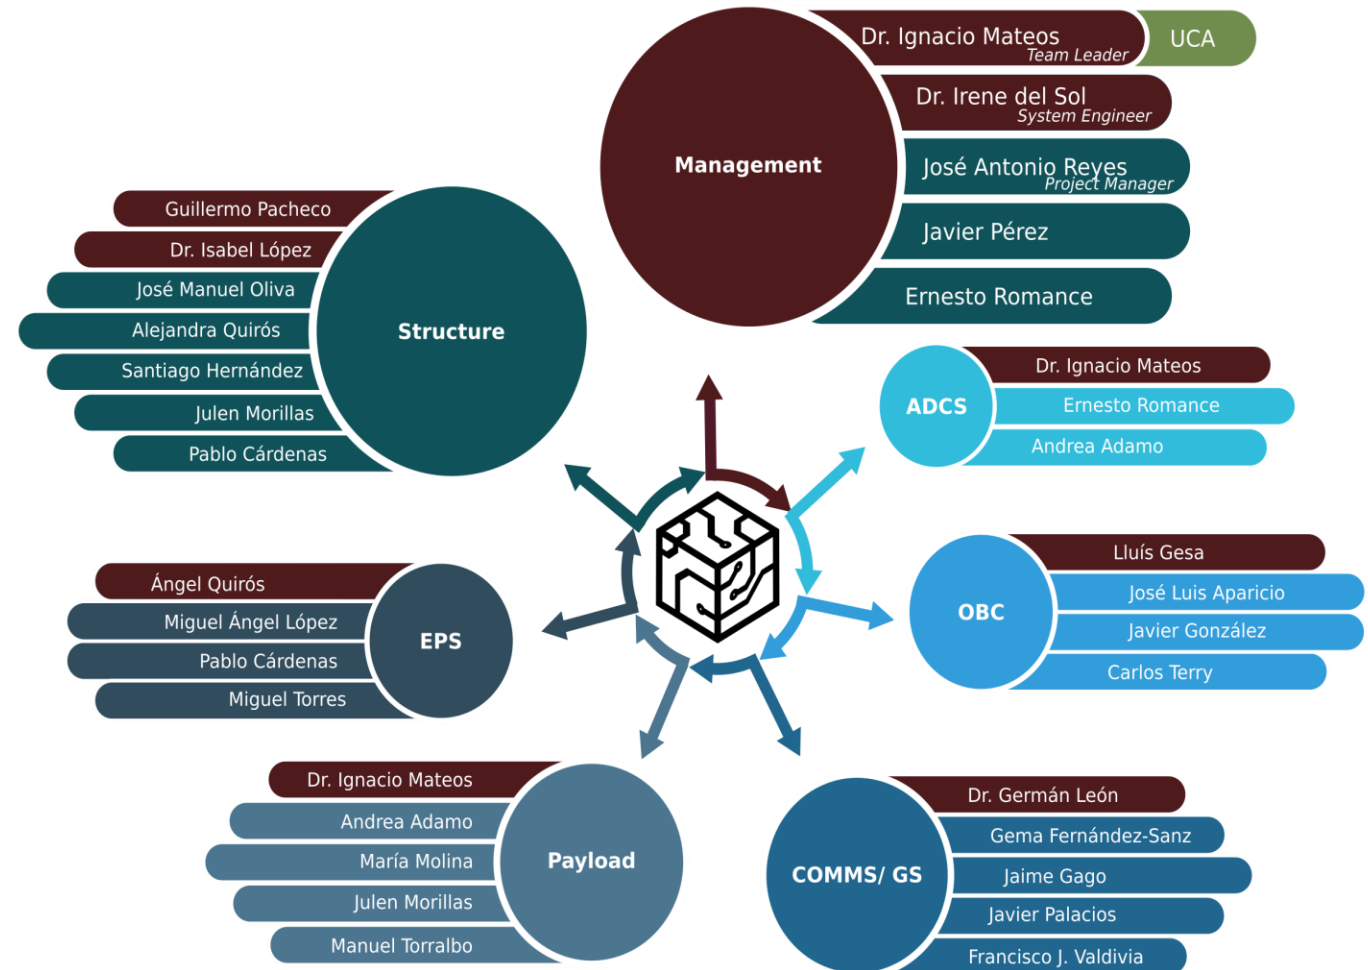 Dr. Ignacio Mateos
Team Leader
UCA
Dr. Irene del Sol
System Engineer
Management
José Antonio Reyes
Project Manager
Javier Pérez
Ernesto Romance
Guillermo Pacheco
Dr. Isabel López
José Manuel Oliva
Alejandra Quirós
Santiago Hernández
Julen Morillas
Pablo Cárdenas
Structure
ADCS
Dr. Ignacio Mateos
Ernesto Romance
Andrea Adamo
OBC
Lluís Gesa
José Luis Aparicio
Javier González
Carlos Terry
Ángel Quirós
Miguel Ángel López
Pablo Cárdenas
Miguel Torres
EPS
Dr. Ignacio Mateos
Andrea Adamo
María Molina
Julen Morillas
Manuel Torralbo
Payload
COMMS/ GS
Dr. Germán León
Gema Fernández-Sanz
Jaime Gago
Javier Palacios
Francisco J. Valdivia